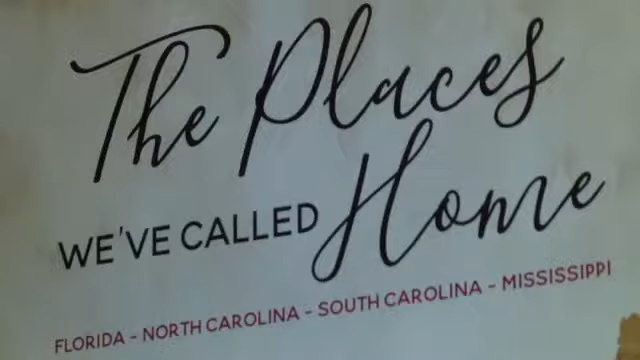 The Places
WE'VE CALLED Home
FLORIDA - NORTH CAROLINA - SOUTH CAROLINA - MISSISSIPPI